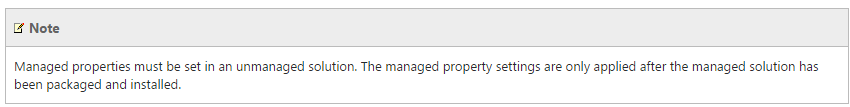 Note
Managed properties must be set in an unmanaged solution. The managed property settings are only applied after the managed solution has
been packaged and installed.